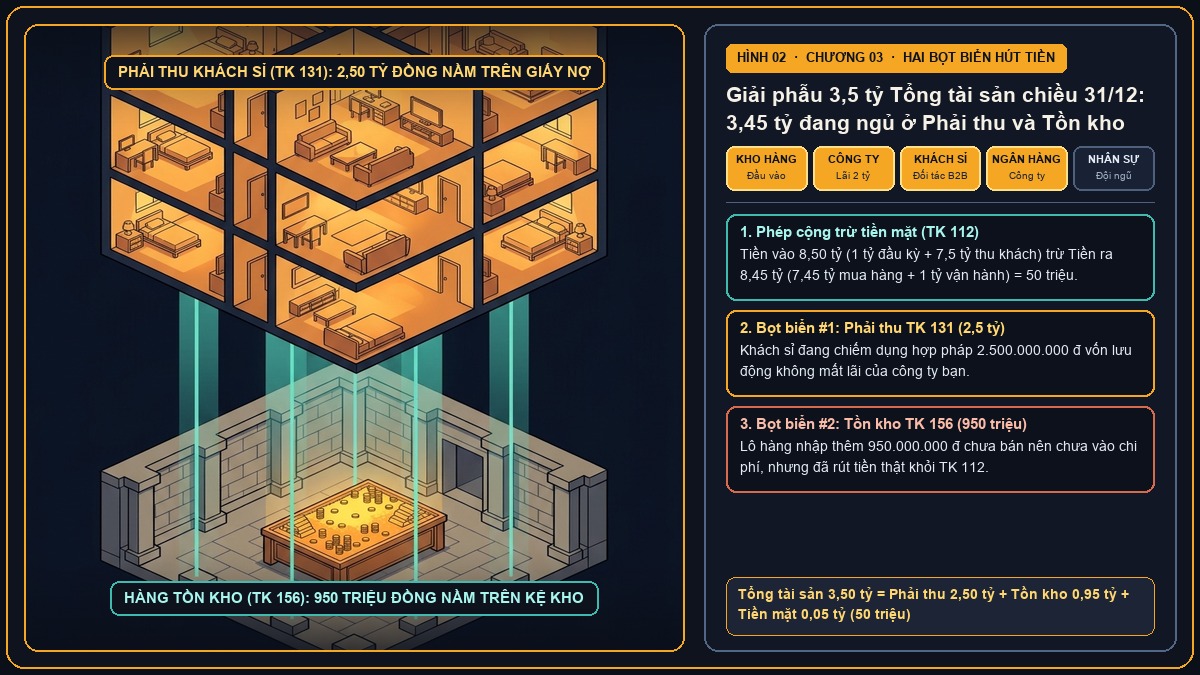 PHẢI THU KHÁCH SỈ (TK 131): 2,50 TỶ ĐỒNG NẰM TRÊN GIẤY NỢ
HÀNG TỒN KHO (TK 156): 950 TRIỆU ĐỒNG NẰM TRÊN KỆ KHO
HÌNH 02 · CHƯƠNG 03 · HAI BỌT BIỂN HÚT TIỀN
Giải phẫu 3,5 tỷ Tổng tài sản chiều 31/12:
3,45 tỷ đang ngủ ở Phải thu và Tồn kho
KHO HÀNG
Đầu vào
CÔNG TY
Lãi 2 tỷ
KHÁCH SỈ
Đối tác B2B
NGÂN HÀNG
Công ty
NHÂN SỰ
Đội ngũ
1. Phép cộng trừ tiền mặt (TK 112)
Tiền vào 8,50 tỷ (1 tỷ đầu kỳ + 7,5 tỷ thu khách) trừ Tiền ra
8,45 tỷ (7,45 tỷ mua hàng + 1 tỷ vận hành) = 50 triệu.
2. Bọt biển #1: Phải thu TK 131 (2,5 tỷ)
Khách sỉ đang chiếm dụng hợp pháp 2.500.000.000 đ vốn lưu
động không mất lãi của công ty bạn.
3. Bọt biển #2: Tồn kho TK 156 (950 triệu)
Lô hàng nhập thêm 950.000.000 đ chưa bán nên chưa vào chi
phí, nhưng đã rút tiền thật khỏi TK 112.
Tổng tài sản 3,50 tỷ = Phải thu 2,50 tỷ + Tồn kho 0,95 tỷ +
Tiền mặt 0,05 tỷ (50 triệu)